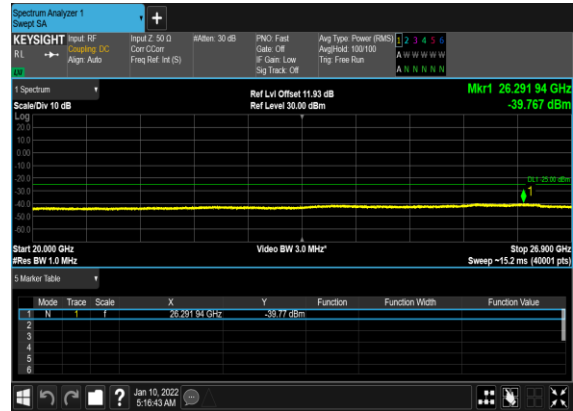 Spectrum Analyzer 1
Swept SA
+
KEYSIGHT Input: RF Input Z: 50 Ω #Atten: 30 dB PNO: Fast Avg Type: Power (RMS) 1 2 3 4 5 6
RL Coupling: DC Corr CCorr Gate: Off Avg|Hold: 100/100 A W W W W W
Align: Auto Freq Ref: Int (S) IF Gain: Low Trig: Free Run
Sig Track: Off A N N N N N
1 Spectrum Ref Lvl Offset 11.93 dB Mkr1 26.291 94 GHz
Scale/Div 10 dB Ref Level 30.00 dBm -39.767 dBm
Log
20.0
10.0
0.00
-10.0
-20.0
DL1 -25.00 dBm
-30.0
1
-40.0
-50.0
-60.0
Start 20.000 GHz Video BW 3.0 MHz* Stop 26.900 GHz
#Res BW 1.0 MHz Sweep ~15.2 ms (40001 pts)
5 Marker Table
Mode Trace Scale X Y Function Function Width Function Value
1 N 1 f 26.291 94 GHz -39.77 dBm
2
3
4
5
6
? Jan 10, 2022
5:16:43 AM